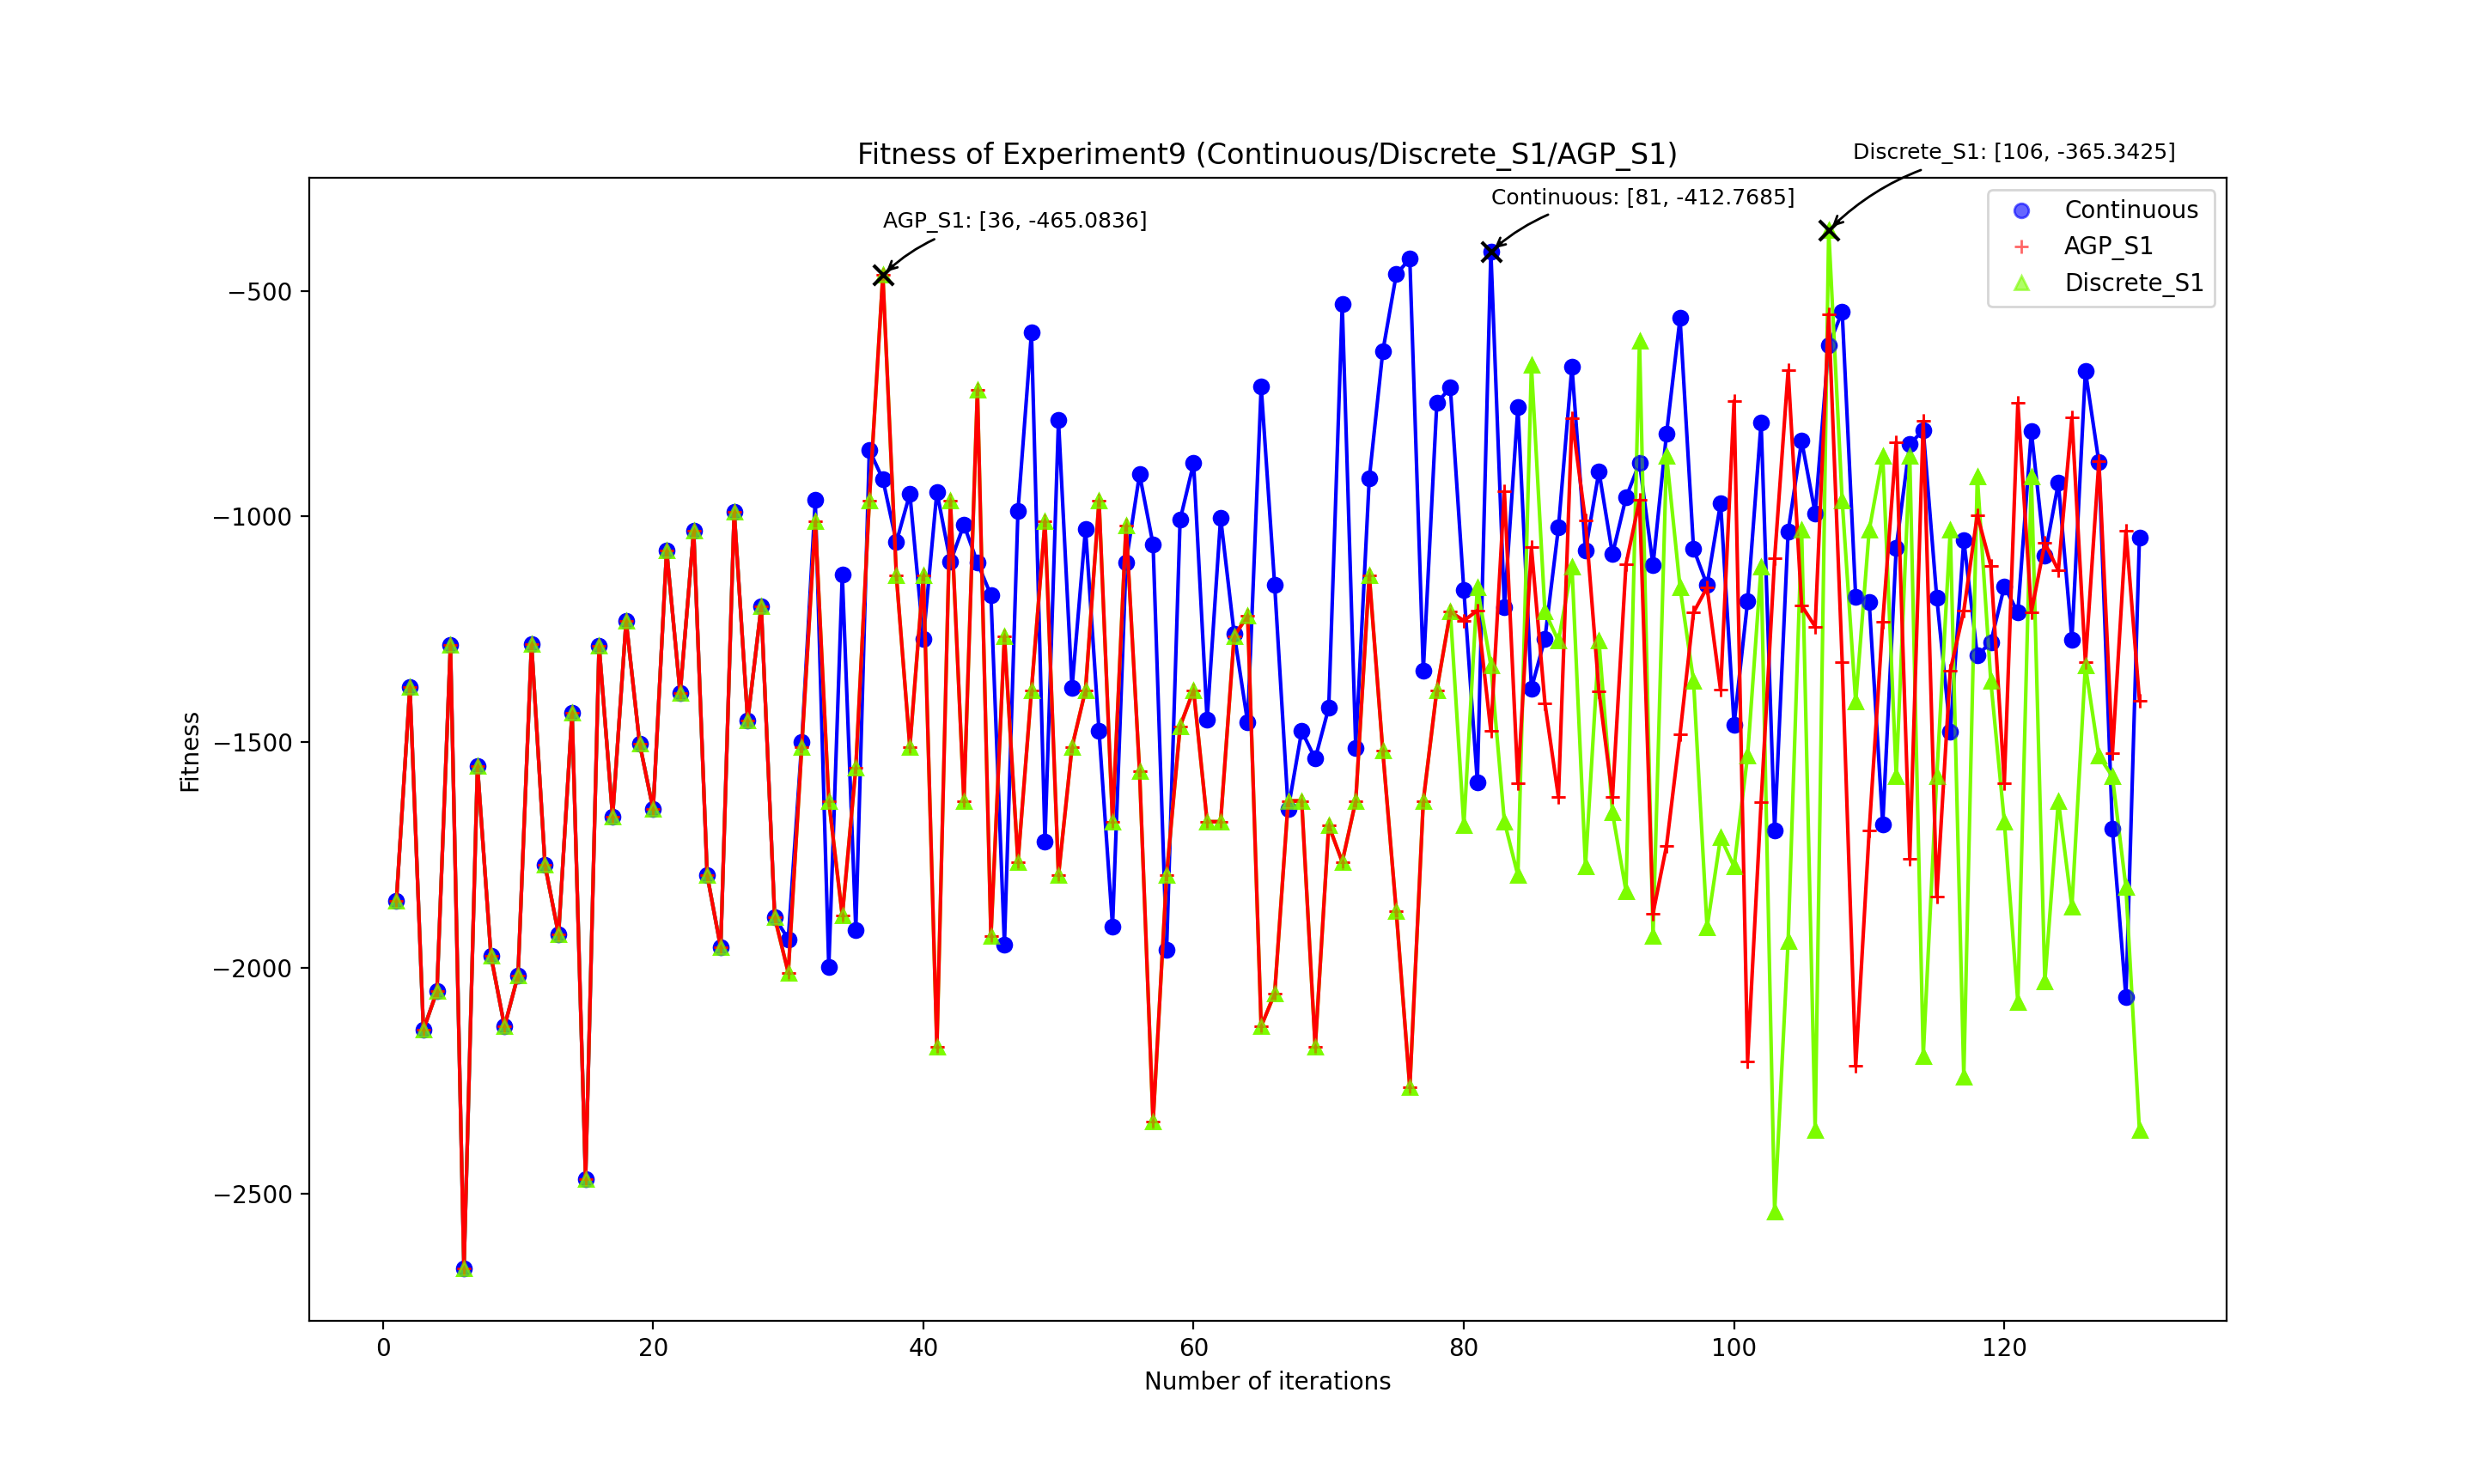 Fitness of Experiment9 (Continuous/Discrete_S1/AGP_S1)
Discrete_S1: [106, -365.3425]
Continuous: [81, -412.7685]
AGP_S1: [36, -465.0836]
Continuous
AGP_S1
Discrete_S1
Fitness
−500
−1000
−1500
−2000
−2500
0 20 40 60 80 100 120
Number of iterations